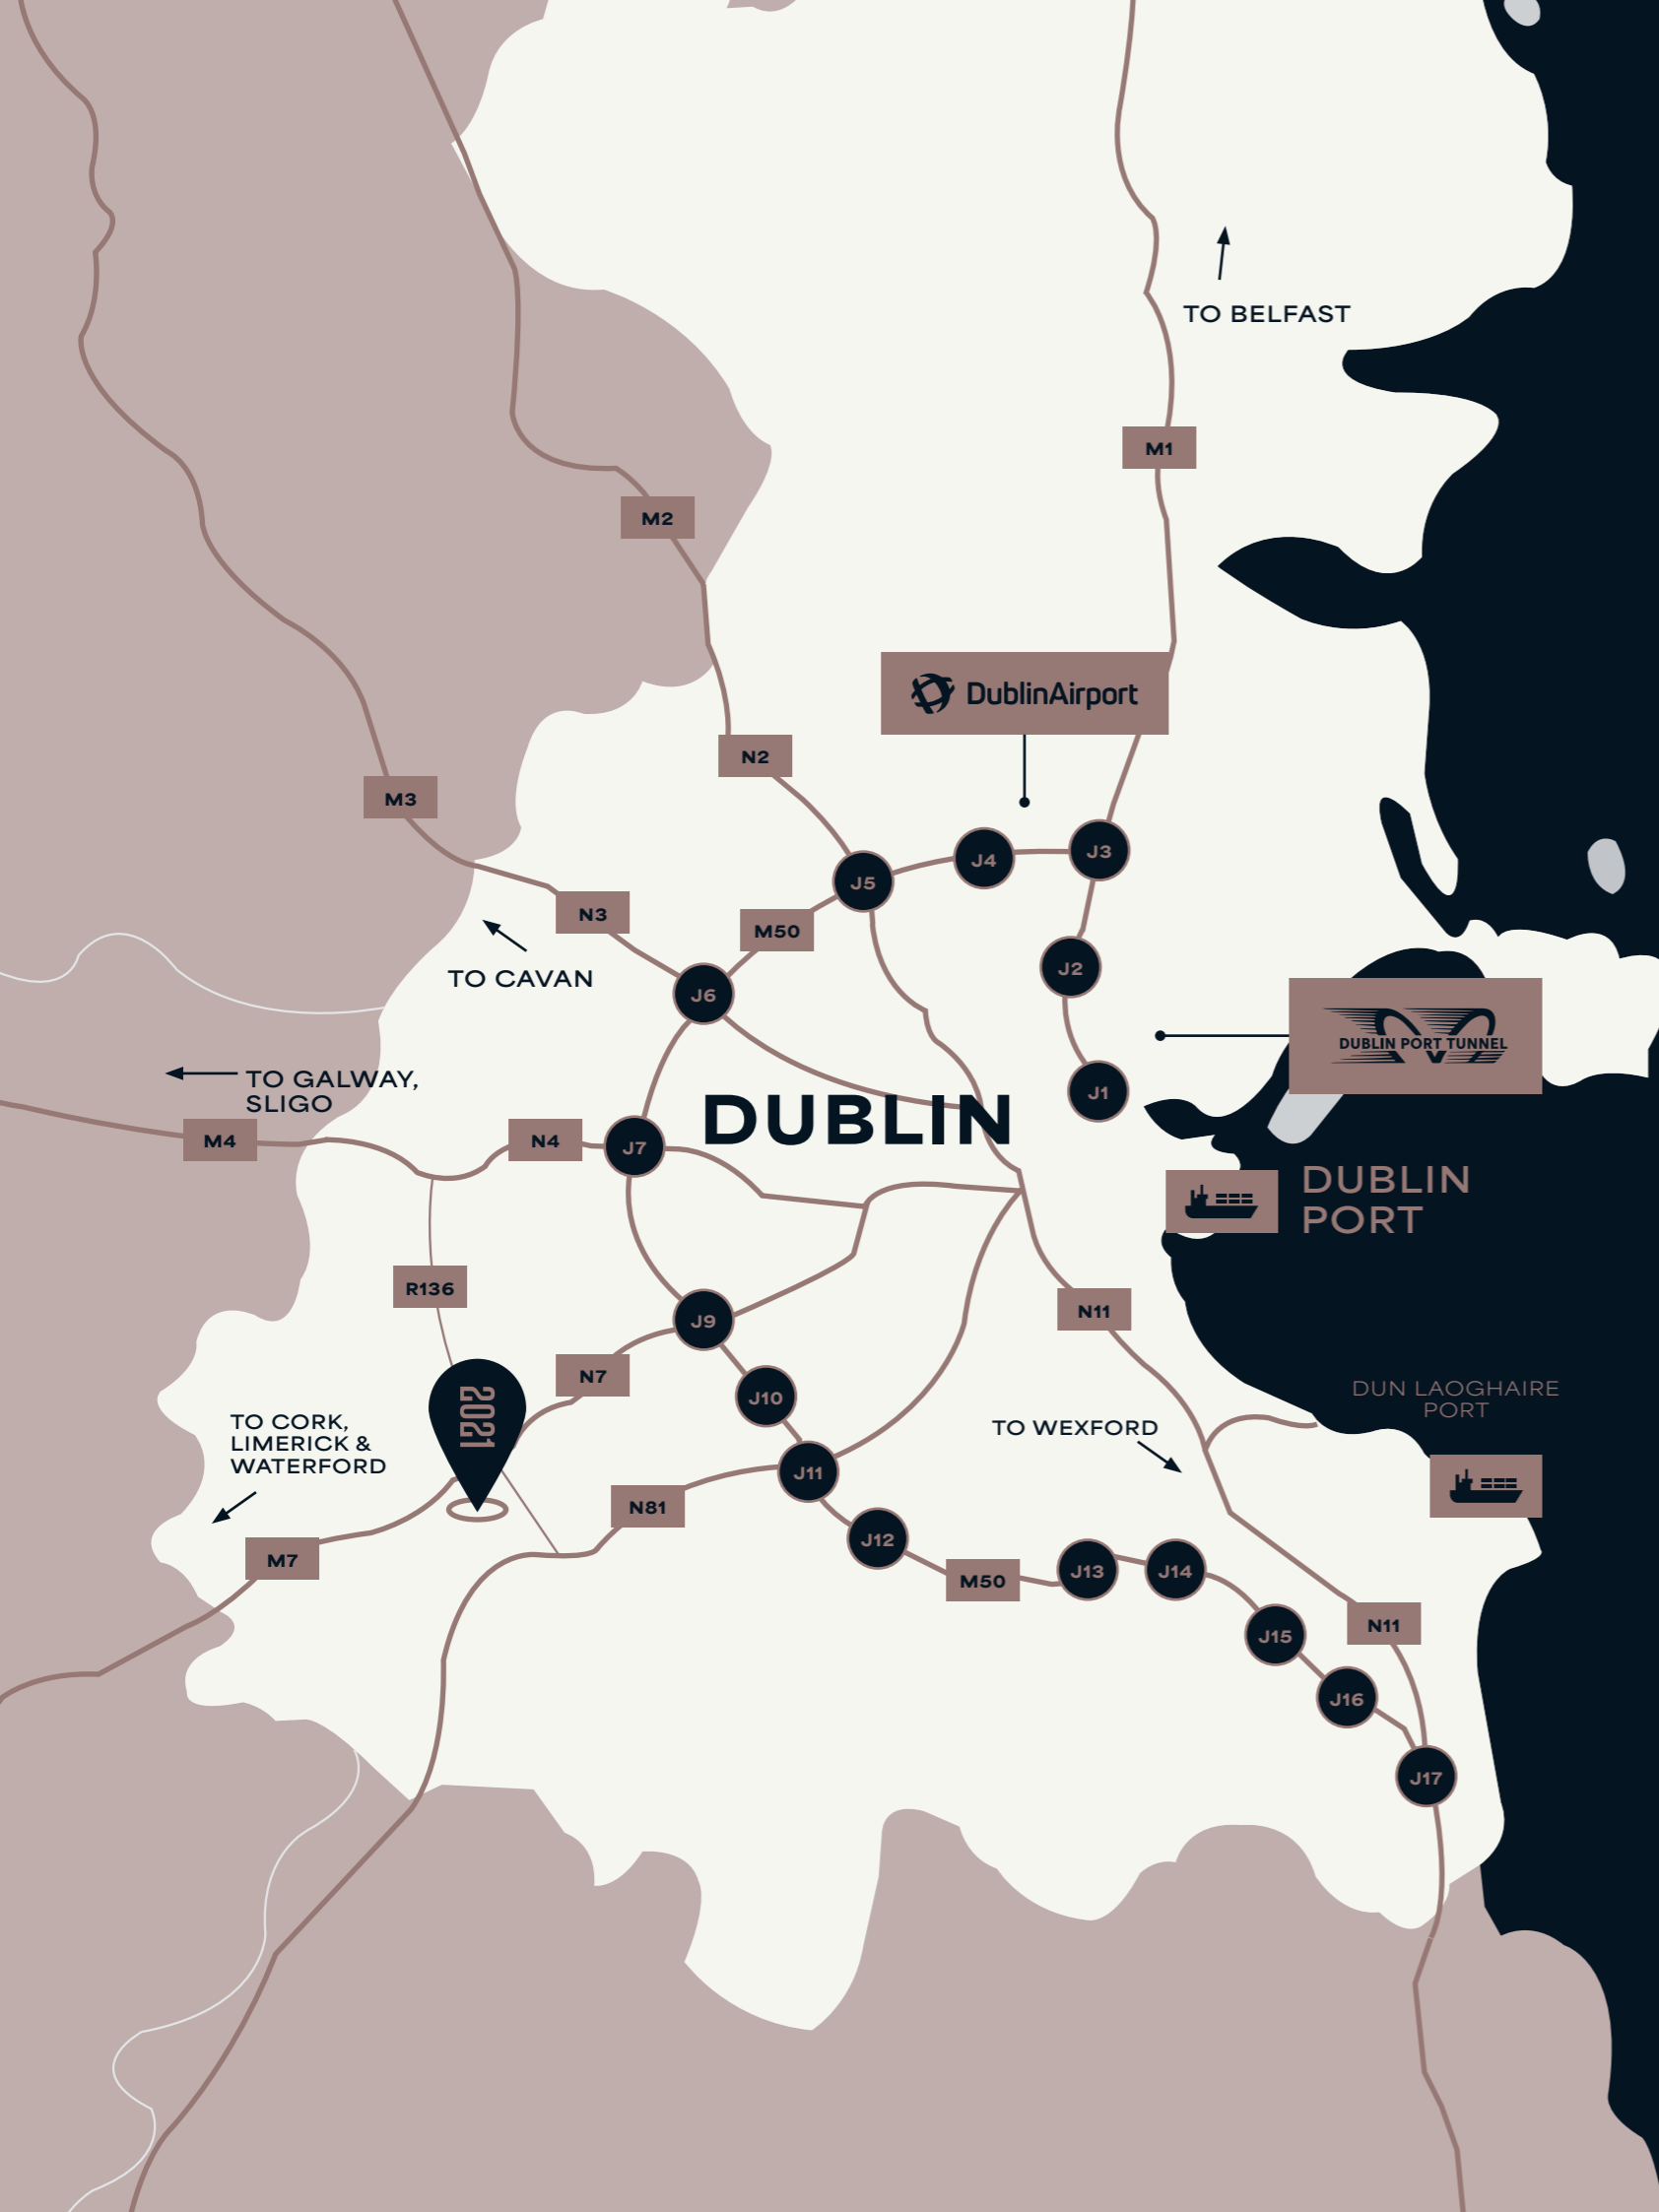 TO BELFAST
M1
M2
DublinAirport
N2
M3
J3
J4
J5
N3
M50
TO CAVAN
J2
J6
DUBLIN PORT TUNNEL
TO GALWAY,
SLIGO
J1
DUBLIN
M4
N4
J7
DUBLIN
PORT
R136
N11
J9
N7
DUN LAOGHAIRE
PORT
J10
2021
TO CORK,
LIMERICK &
WATERFORD
TO WEXFORD
J11
N81
J12
M7
M50
J13
J14
J15
N11
J16
J17